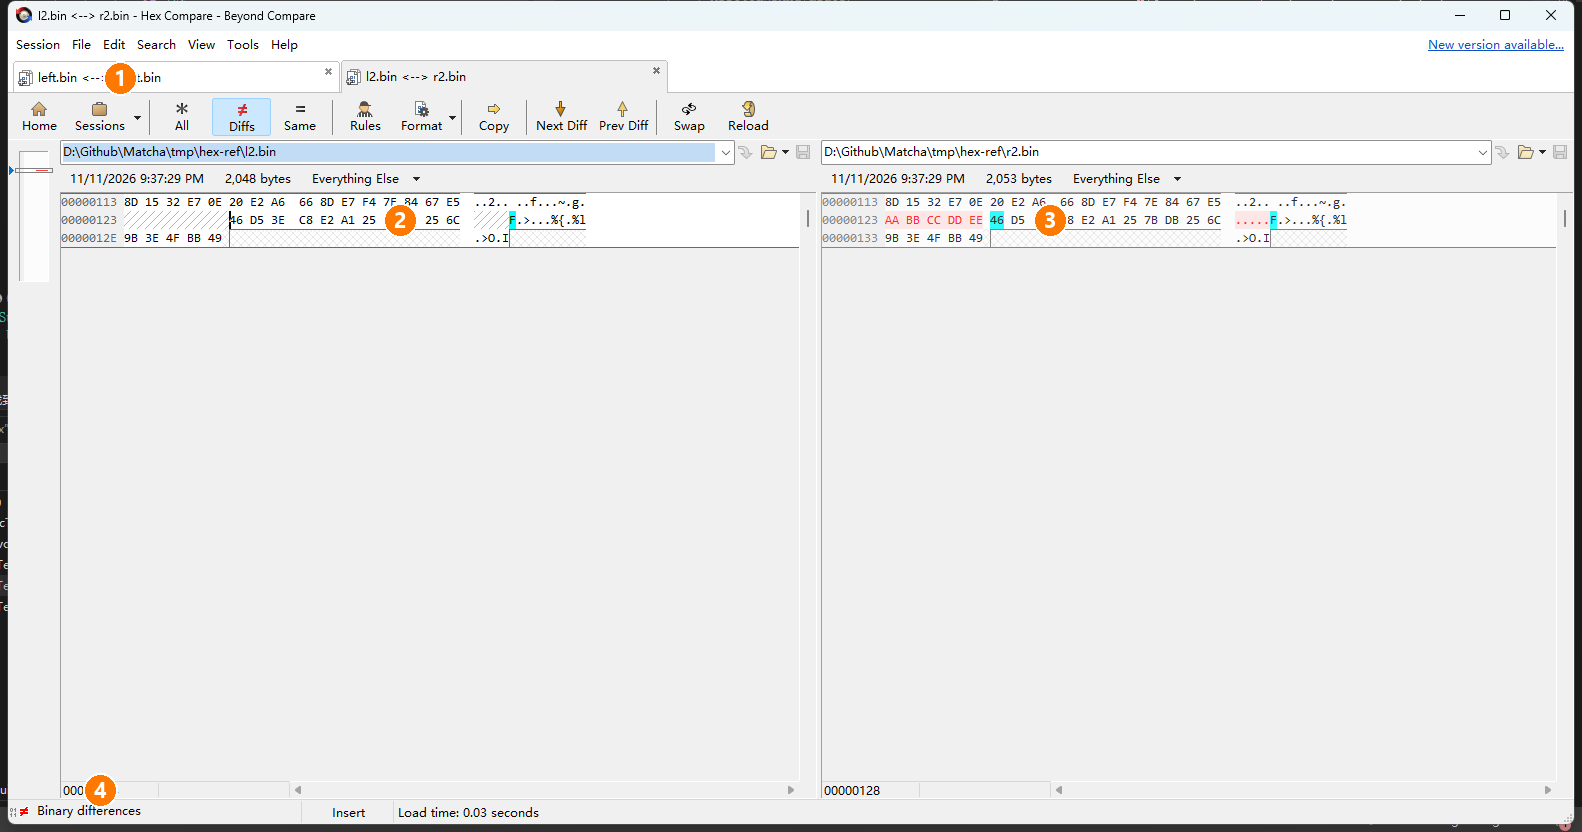 l2.bin <--> r2.bin - Hex Compare - Beyond Compare
Session File Edit Search View Tools Help New version available...
left.bin <-- 1 .bin
l2.bin <--> r2.bin
Home Sessions All Diffs Same Rules Format Copy Next Diff Prev Diff Swap Reload
D:\Github\Matcha\tmp\hex-ref\l2.bin
11/11/2026 9:37:29 PM 2,048 bytes Everything Else
00000113 8D 15 32 E7 0E 20 E2 A6 66 8D E7 F4 7E 84 67 E5 ..2.. ..f...~.g.
00000123 46 D5 3E C8 E2 A1 25 2 25 6C F.>...%{.%l
0000012E 9B 3E 4F BB 49 .>O.I
000
D:\Github\Matcha\tmp\hex-ref\r2.bin
11/11/2026 9:37:29 PM 2,053 bytes Everything Else
00000113 8D 15 32 E7 0E 20 E2 A6 66 8D E7 F4 7E 84 67 E5 ..2.. ..f...~.g.
00000123 AA BB CC DD EE 46 D5 3 8 E2 A1 25 7B DB 25 6C .....F.>...%{.%l
00000133 9B 3E 4F BB 49 .>O.I
00000128
4
Binary differences Insert Load time: 0.03 seconds